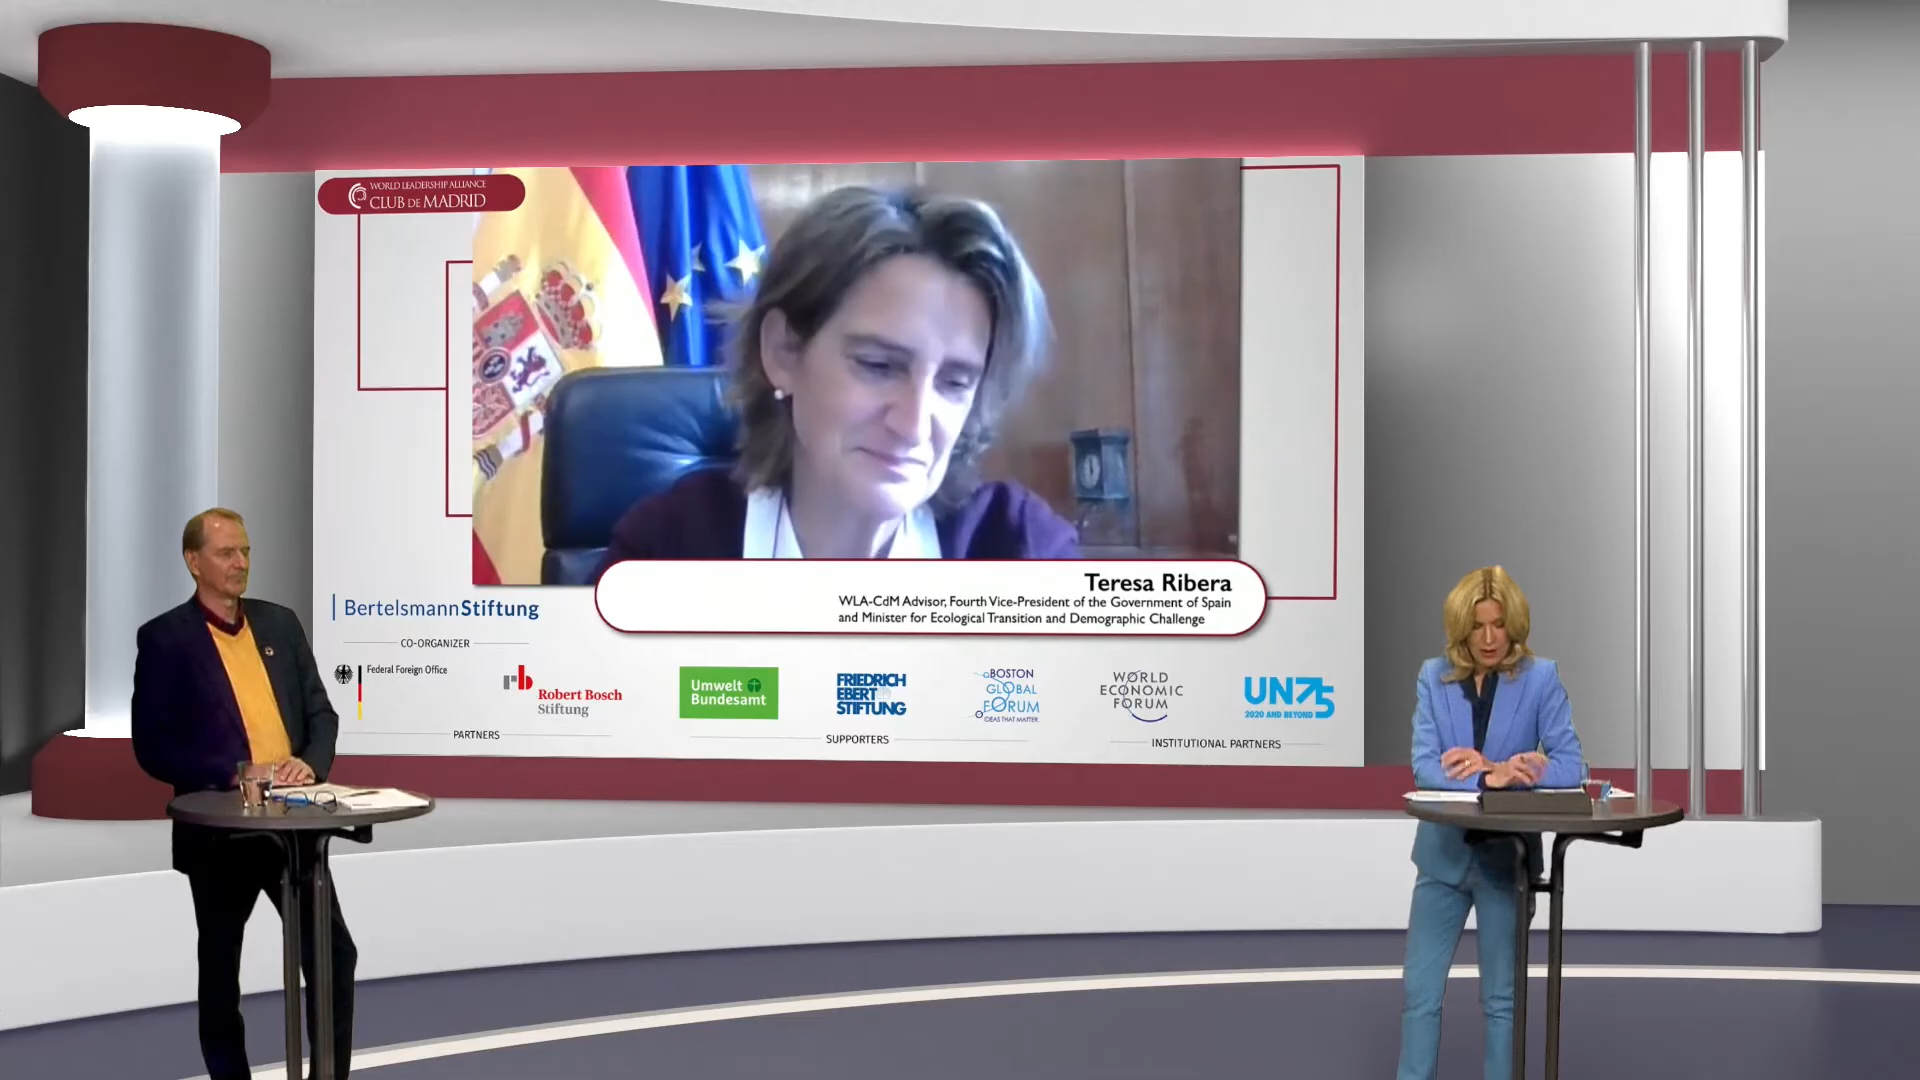 WORLD LEADERSHIP ALLIANCE
CLUB DE MADRID
Teresa Ribera
WLA-CdM Advisor, Fourth Vice-President of the Government of Spain
and Minister for Ecological Transition and Demographic Challenge
BertelsmannStiftung
CO-ORGANIZER
Federal Foreign Office
rb
Robert Bosch
Stiftung
Umwelt
Bundesamt
FRIEDRICH
EBERT
STIFTUNG
BOSTON
GLOBAL
FORUM
IDEAS THAT MATTER.
WORLD
ECONOMIC
FORUM
UN75
2020 AND BEYOND
PARTNERS
SUPPORTERS
INSTITUTIONAL PARTNERS